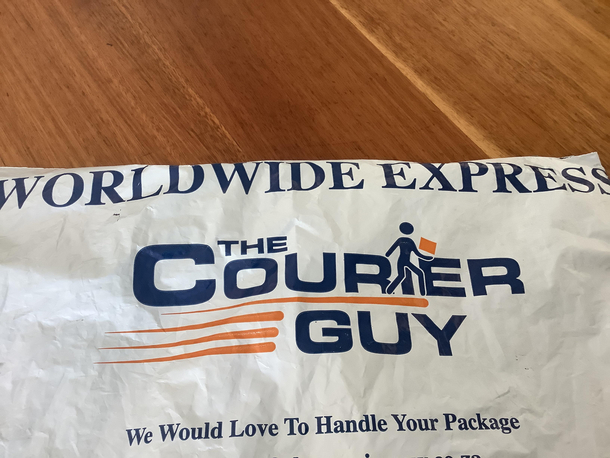 WORLDWIDE EXPRESS
THE
COURIER
GUY
We Would Love To Handle Your Package